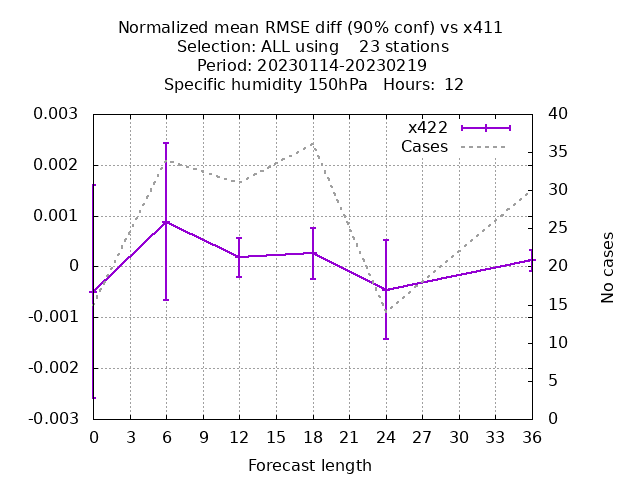 Normalized mean RMSE diff (90% conf) vs x411
Selection: ALL using    23 stations
Period: 20230114-20230219
Specific humidity 150hPa   Hours:  12
0.003
0.002
0.001
0
-0.001
-0.002
-0.003
40
35
30
25
20
15
10
5
0
x422
Cases
No cases
0 3 6 9 12 15 18 21 24 27 30 33 36
Forecast length